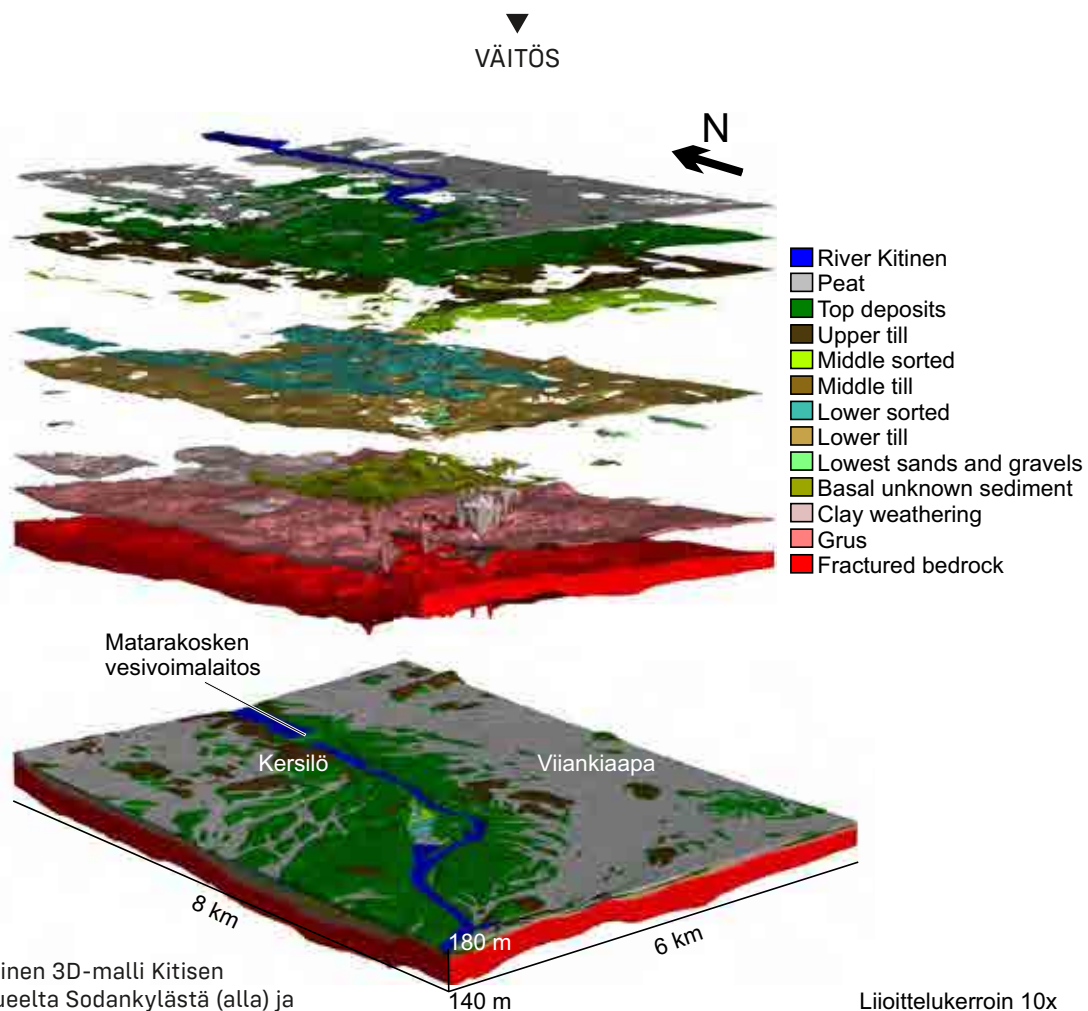 VÄITÖS
N
River Kitinen
Peat
Top deposits
Upper till
Middle sorted
Middle till
Lower sorted
Lower till
Lowest sands and gravels
Basal unknown sediment
Clay weathering
Grus
Fractured bedrock
Matarakosken
vesivoimalaitos
Kersilö
Viiankiaapa
8 km
6 km
180 m
140 m
inen 3D-malli Kitisen
ueelta Sodankylästä (alla) ja
Liioittelukerroin 10x